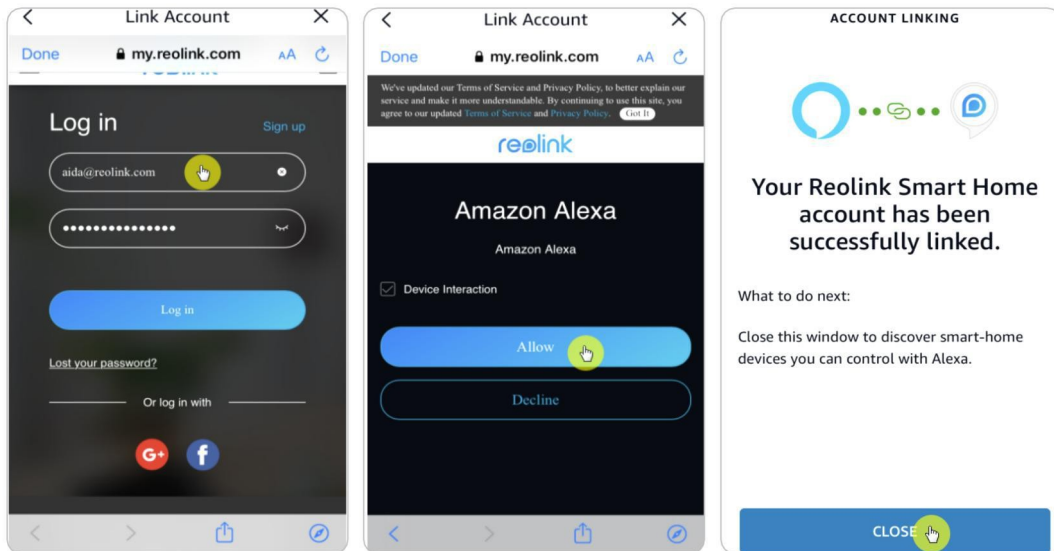 Link Account
Done
my.reolink.com
AA
reolink
Log in
Sign up
aida@reolink.com
Log in
Lost your password?
Or log in with
G+
f
Link Account
Done
my.reolink.com
AA
We've updated our Terms of Service and Privacy Policy, to better explain our
service and make it more understandable. By continuing to use this site, you
agree to our updated Terms of Service and Privacy Policy. Got It
reolink
Amazon Alexa
Amazon Alexa
Device Interaction
Allow
Decline
ACCOUNT LINKING
Your Reolink Smart Home
account has been
successfully linked.
What to do next:
Close this window to discover smart-home
devices you can control with Alexa.
CLOSE